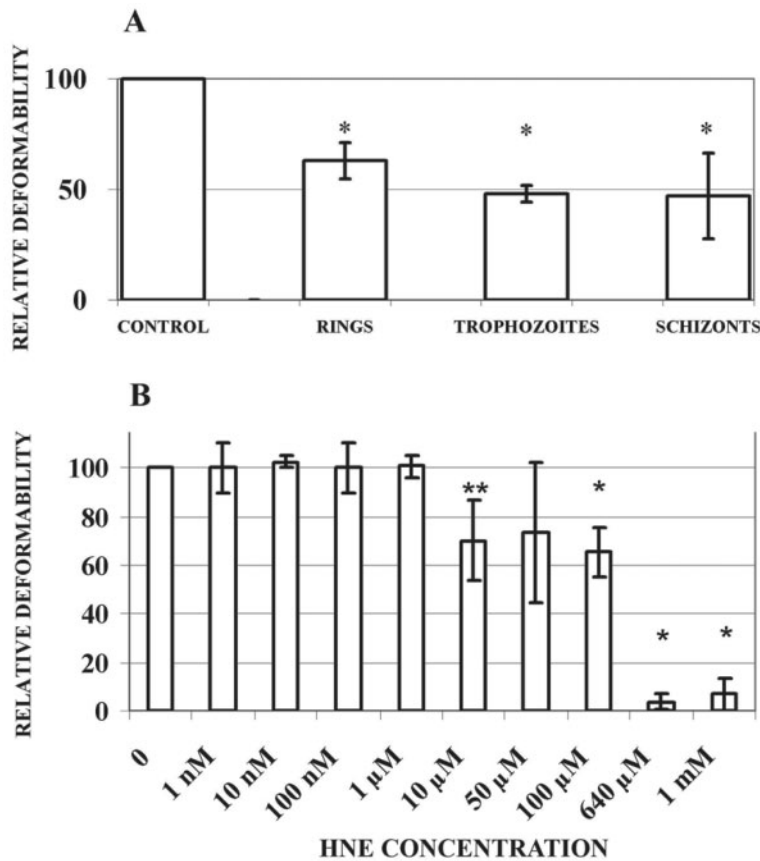 A
RELATIVE DEFORMABILITY
100
50
0
*
*
*
CONTROL RINGS TROPHOZOITES SCHIZONTS
B
RELATIVE DEFORMABILITY
100
80
60
40
20
0
**
*
*
*
0 1 nM 10 nM 100 nM 1 μM 10 μM 50 μM 100 μM 640 μM 1 mM
HNE CONCENTRATION